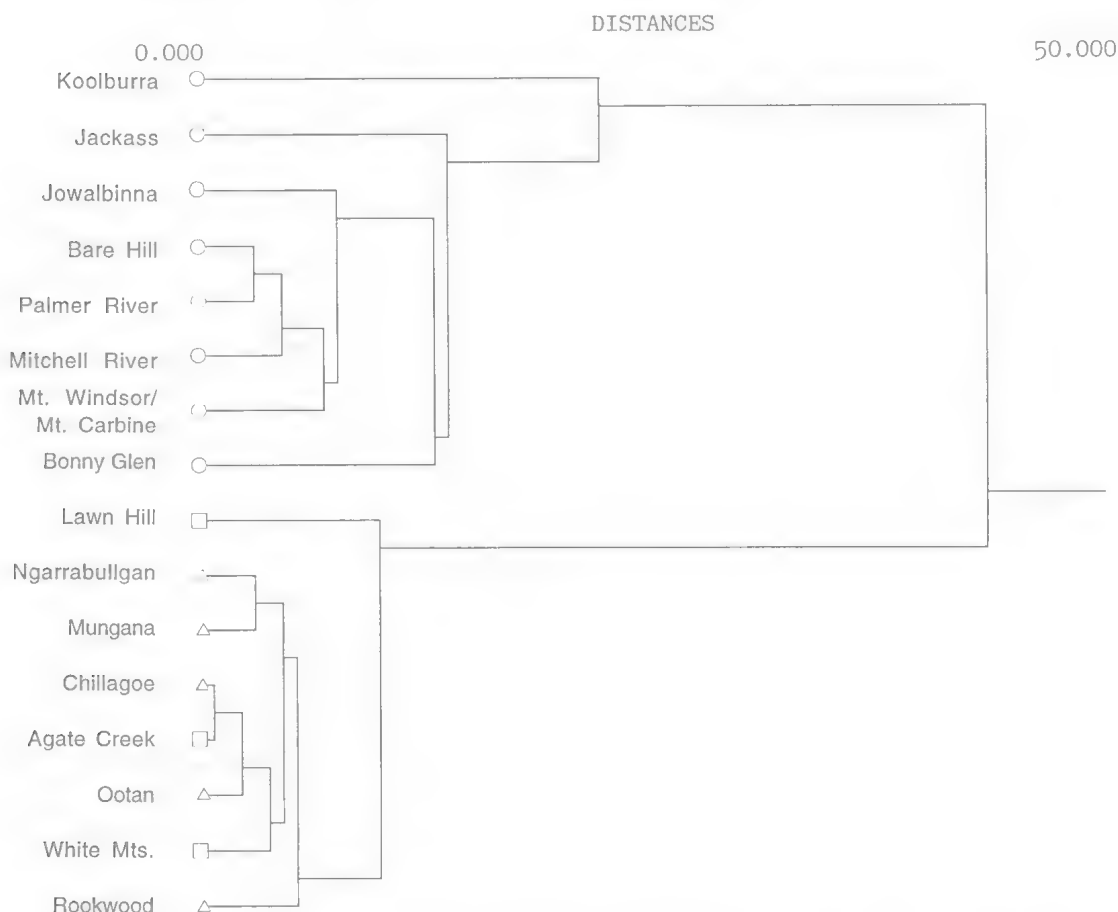 DISTANCES
0.000
50.000
Koolburra
Jackass
Jowalbinna
Bare Hill
Palmer River
Mitchell River
Mt. Windsor/
Mt. Carbine
Bonny Glen
Lawn Hill
Ngarrabullgan
Mungana
Chillagoe
Agate Creek
Ootan
White Mts.
Rookwood